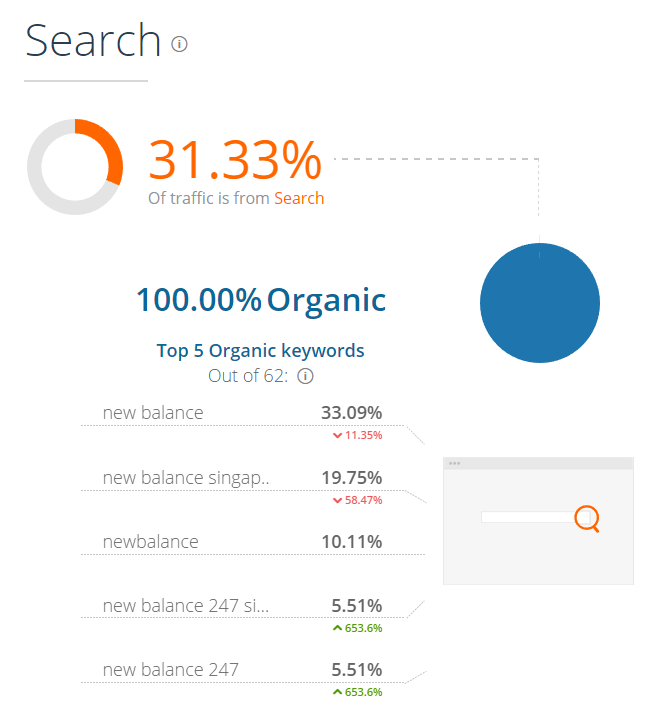 Search
31.33%
Of traffic is from Search
100.00% Organic
Top 5 Organic keywords
Out of 62:
new balance 33.09%
11.35%
new balance singap.. 19.75%
58.47%
newbalance 10.11%
new balance 247 si... 5.51%
653.6%
new balance 247 5.51%
653.6%